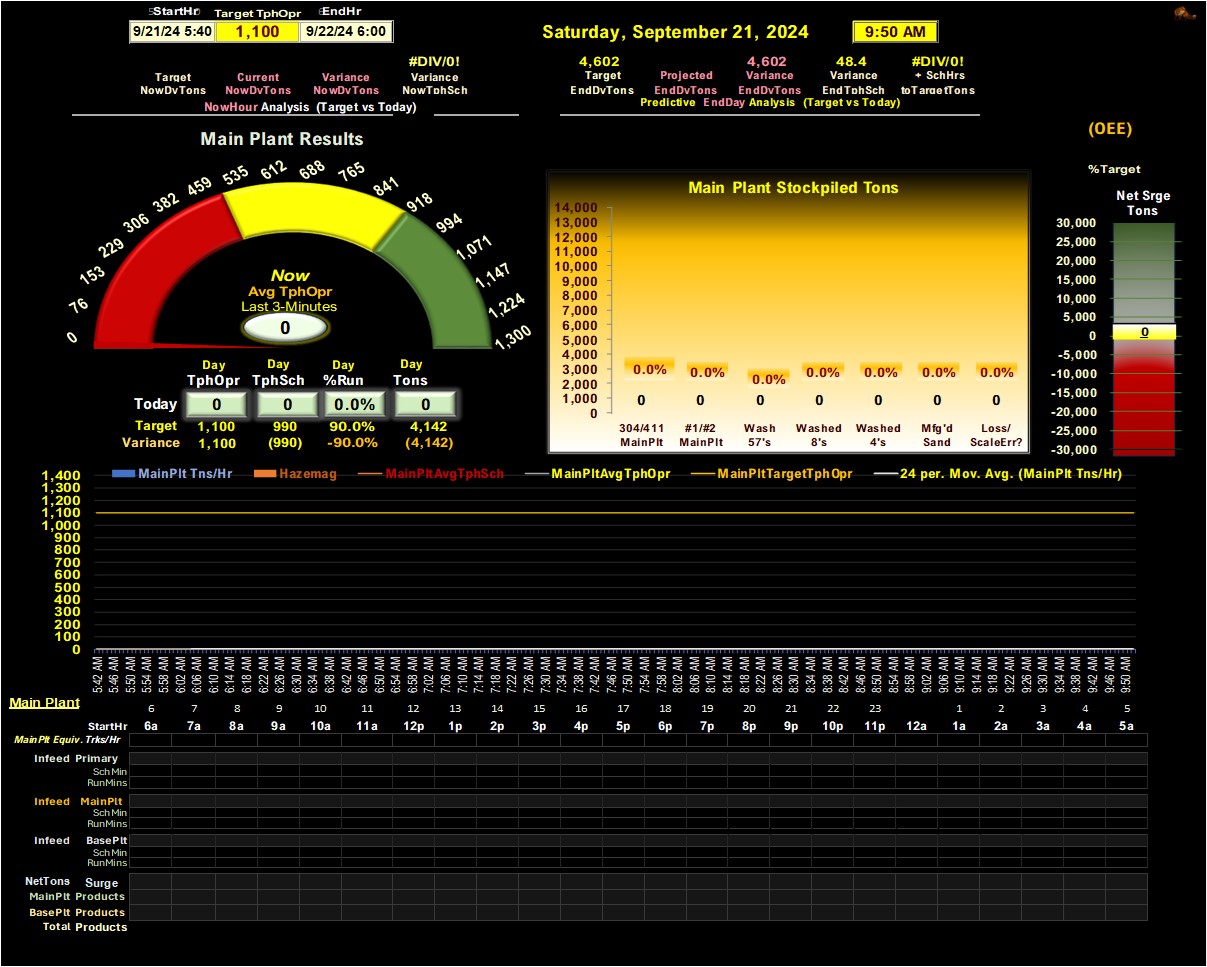 StartHr Target TphOpr EndHr
9/21/24 5:40 1,100 9/22/24 6:00
Saturday, September 21, 2024 9:50 AM
#DIV/0! 4,602 4,602 48.4 #DIV/0!
Target Current Variance Variance Target Projected Variance Variance + SchHrs
NowDvTons NowDvTons NowDvTons NowTphSch EndDvTons EndDvTons EndDvTons EndTphSch toTargetTons
NowHour Analysis (Target vs Today) Predictive EndDay Analysis (Target vs Today)
(OEE)
%Target
Main Plant Results
0 76 153 229 306 382 459 535 612 688 765 841 918 994 1,071 1,147 1,224 1,300
Now
Avg TphOpr
Last 3-Minutes
0
Day Day Day Day
TphOpr TphSch %Run Tons
Today 0 0 0.0% 0
Target 1,100 990 90.0% 4,142
Variance 1,100 (990) -90.0% (4,142)
Main Plant Stockpiled Tons
14,000
13,000
12,000
11,000
10,000
9,000
8,000
7,000
6,000
5,000
4,000
3,000
2,000
1,000
0
0.0% 0.0% 0.0% 0.0% 0.0% 0.0% 0.0%
0 0 0 0 0 0 0
304/411 #1/#2 Wash Washed Washed Mfg'd Loss/
MainPlt MainPlt 57's 8's 4's Sand ScaleErr?
Net Srge
Tons
30,000
25,000
20,000
15,000
10,000
5,000
0 0
-5,000
-10,000
-15,000
-20,000
-25,000
-30,000
MainPlt Tns/Hr Hazemag MainPltAvgTphSch MainPltAvgTphOpr MainPltTargetTphOpr 24 per. Mov. Avg. (MainPlt Tns/Hr)
1,400
1,300
1,200
1,100
1,000
900
800
700
600
500
400
300
200
100
0
5:42 AM 5:46 AM 5:50 AM 5:54 AM 5:58 AM 6:02 AM 6:06 AM 6:10 AM 6:14 AM 6:18 AM 6:22 AM 6:26 AM 6:30 AM 6:34 AM 6:38 AM 6:42 AM 6:46 AM 6:50 AM 6:54 AM 6:58 AM 7:02 AM 7:06 AM 7:10 AM 7:14 AM 7:18 AM 7:22 AM 7:26 AM 7:30 AM 7:34 AM 7:38 AM 7:42 AM 7:46 AM 7:50 AM 7:54 AM 7:58 AM 8:02 AM 8:06 AM 8:10 AM 8:14 AM 8:18 AM 8:22 AM 8:26 AM 8:30 AM 8:34 AM 8:38 AM 8:42 AM 8:46 AM 8:50 AM 8:54 AM 8:58 AM 9:02 AM 9:06 AM 9:10 AM 9:14 AM 9:18 AM 9:22 AM 9:26 AM 9:30 AM 9:34 AM 9:38 AM 9:42 AM 9:46 AM 9:50 AM
Main Plant
6 7 8 9 10 11 12 13 14 15 16 17 18 19 20 21 22 23 1 2 3 4 5
StartHr 6a 7a 8a 9a 10a 11a 12p 1p 2p 3p 4p 5p 6p 7p 8p 9p 10p 11p 12a 1a 2a 3a 4a 5a
MainPlt Equiv. Trks/Hr
Infeed Primary
SchMin
RunMins
Infeed MainPlt
SchMin
RunMins
Infeed BasePlt
SchMin
RunMins
NetTons Surge
MainPlt Products
BasePlt Products
Total Products